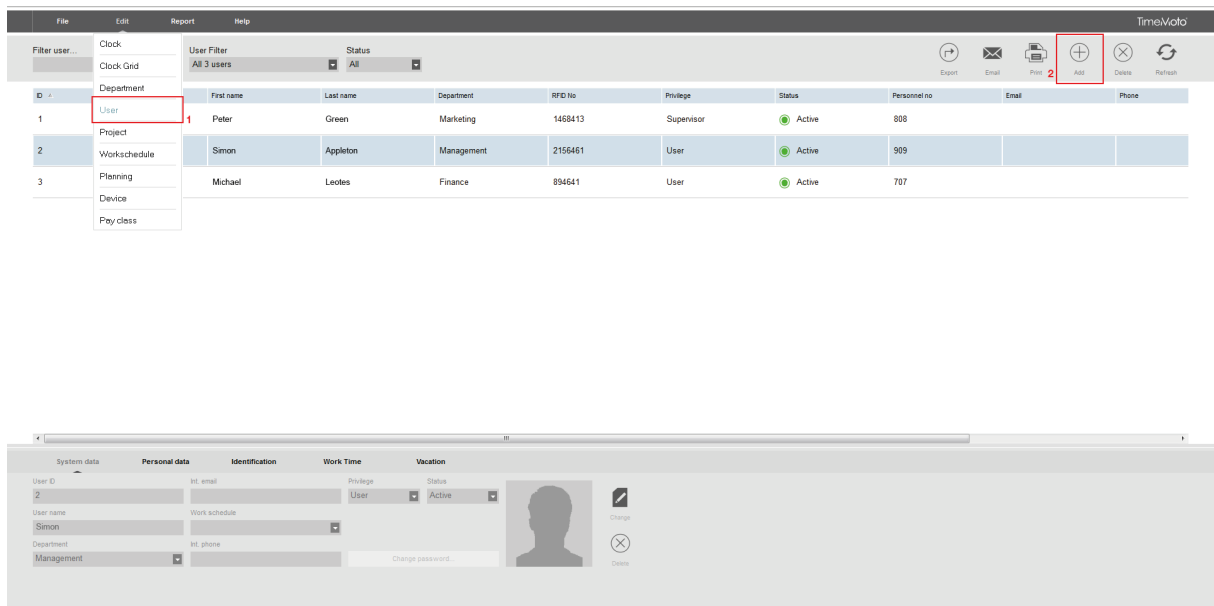 File Edit Report Help TimeMoto
Filter user... User Filter Status
All 3 users All
Export Email Print 2 Add Delete Refresh
Clock
Clock Grid
Department
User 1
Project
Workschedule
Planning
Device
Pay class
ID First name Last name Department RFID No Privilege Status Personnel no Email Phone
1 Peter Green Marketing 1468413 Supervisor Active 808
2 Simon Appleton Management 2156461 User Active 909
3 Michael Leotes Finance 894641 User Active 707
System data Personal data Identification Work Time Vacation
User ID Int. email Privilege Status
2 User Active
User name Work schedule
Simon
Department Int. phone
Management Change password...
Change
Delete